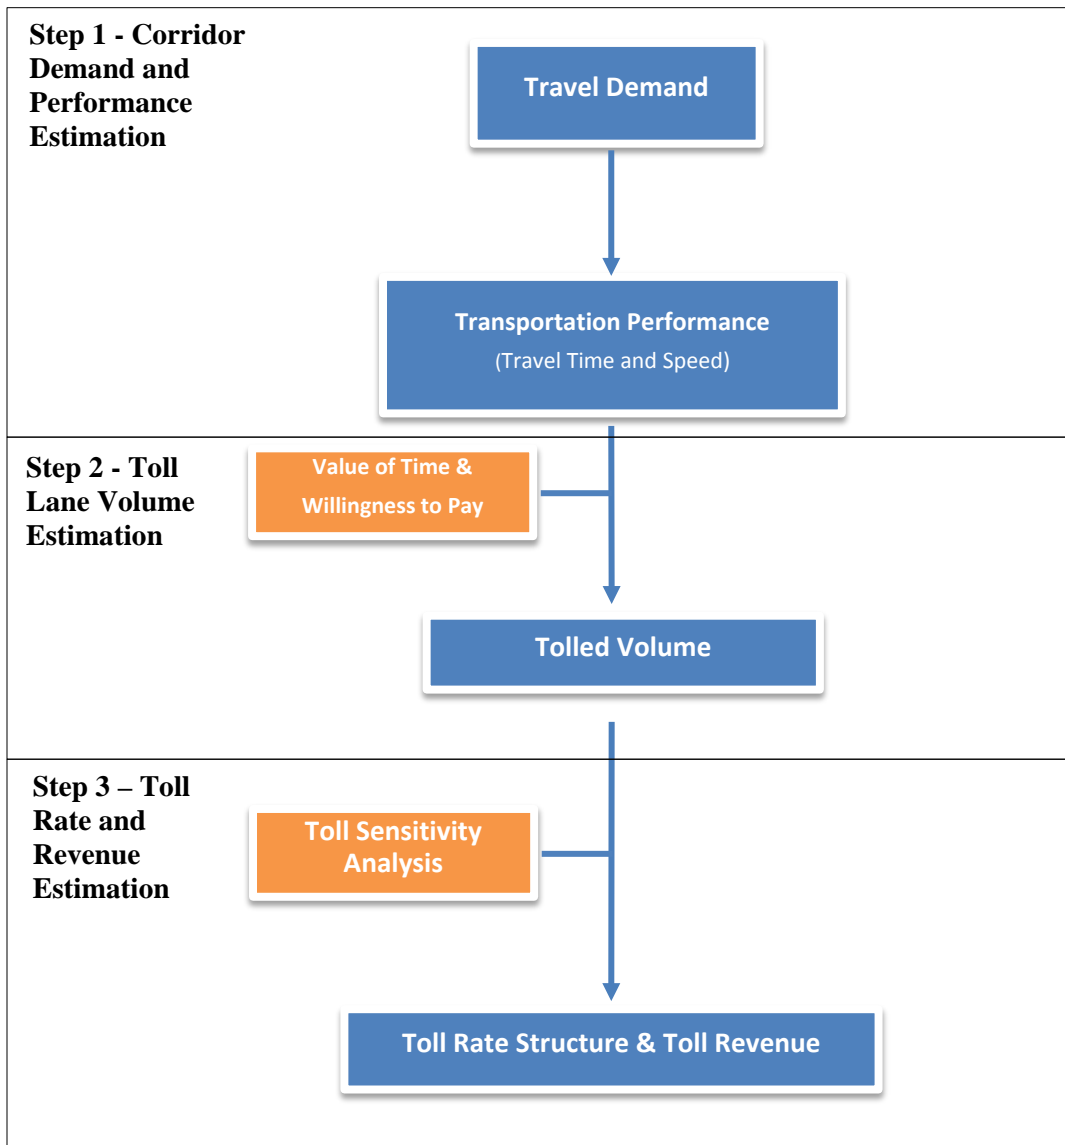 Step 1 - Corridor
Demand and
Performance
Estimation
Travel Demand
Transportation Performance
(Travel Time and Speed)
Step 2 - Toll
Lane Volume
Estimation
Value of Time &
Willingness to Pay
Tolled Volume
Step 3 – Toll
Rate and
Revenue
Estimation
Toll Sensitivity
Analysis
Toll Rate Structure & Toll Revenue